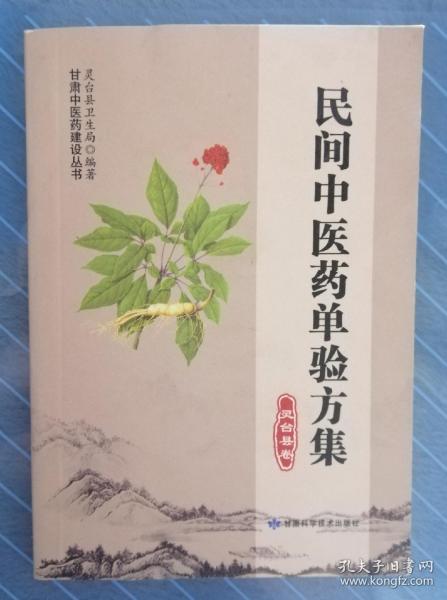 民间中医药单验方集
灵台县卷
灵台县卫生局◎编著
甘肃中医药建设丛书
甘肃科学技术出版社
孔夫子旧书网
www.kongfz.com